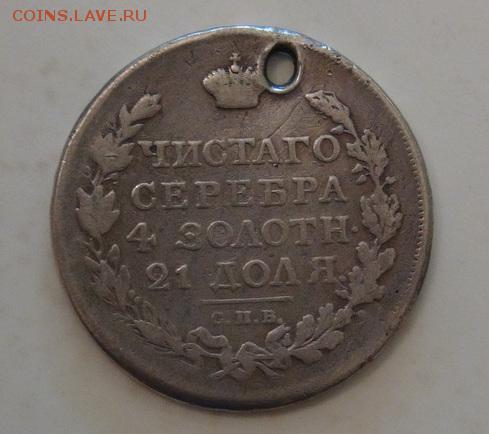 COINS.LAVE.RU
ЧИСТАГО
СЕРЕБРА
4 ЗОЛОТН·
21 ДОЛЯ
С.П.Б.